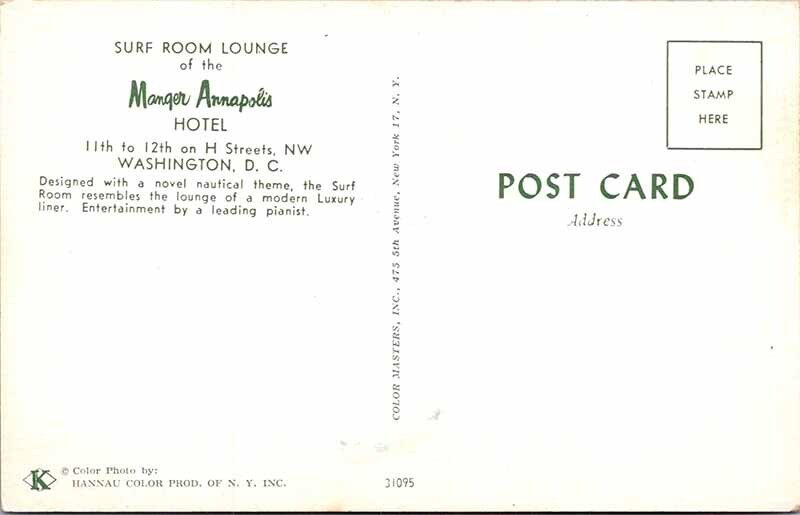 SURF ROOM LOUNGE
of the
Manger Annapolis
HOTEL
11th to 12th on H Streets, NW
WASHINGTON, D. C.
Designed with a novel nautical theme, the Surf
Room resembles the lounge of a modern Luxury
liner. Entertainment by a leading pianist.
K
© Color Photo by:
HANNAU COLOR PROD. OF N. Y. INC.
COLOR MASTERS, INC., 475 5th Avenue, New York 17, N. Y.
31095
PLACE
STAMP
HERE
POST CARD
Address